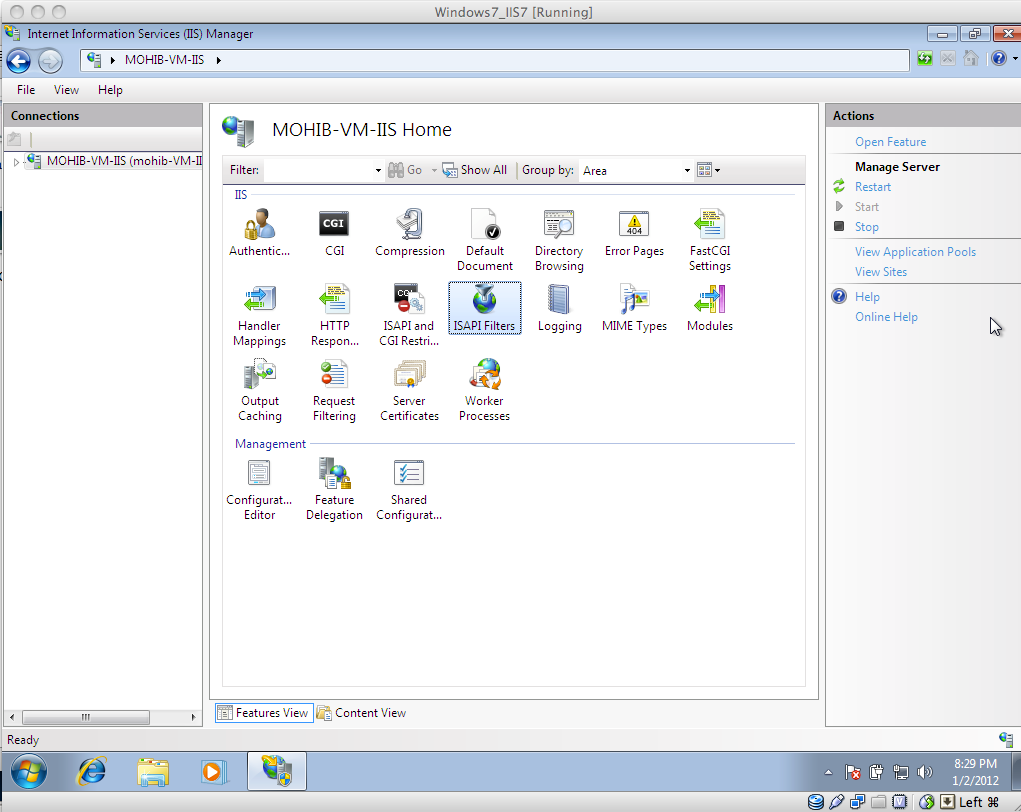 Windows7_IIS7 [Running]
Internet Information Services (IIS) Manager
MOHIB-VM-IIS
File View Help
Connections
MOHIB-VM-IIS (mohib-VM-II
MOHIB-VM-IIS Home
Filter: Go Show All Group by: Area
IIS
Authentic...
CGI
CGI
Compression
Default
Document
Directory
Browsing
404
Error Pages
FastCGI
Settings
Handler
Mappings
HTTP
Respon...
ISAPI and
CGI Restri...
ISAPI Filters
Logging
MIME Types
Modules
Output
Caching
Request
Filtering
Server
Certificates
Worker
Processes
Management
Configurat...
Editor
Feature
Delegation
Shared
Configurat...
Features View
Content View
Actions
Open Feature
Manage Server
Restart
Start
Stop
View Application Pools
View Sites
Help
Online Help
Ready
8:29 PM
1/2/2012
Left ⌘